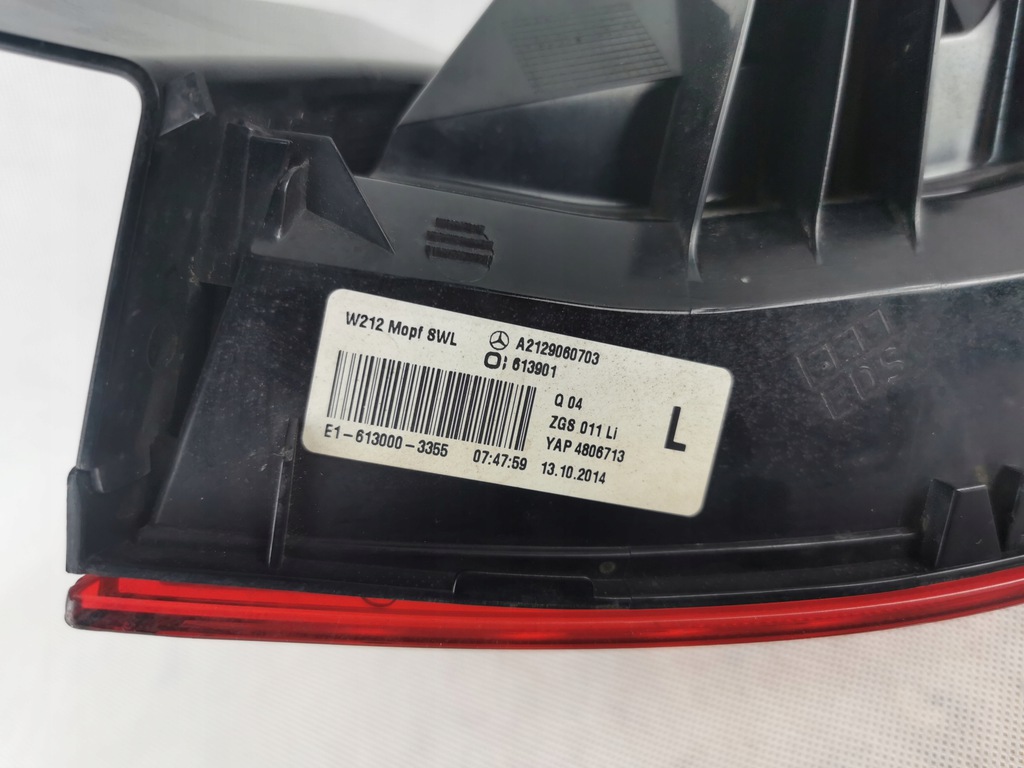 W212 Mopf SWL A2129060703
613901
Q 04
ZGS 011 Li
L
YAP 4806713
E1-613000-3355 07:47:59 13.10.2014